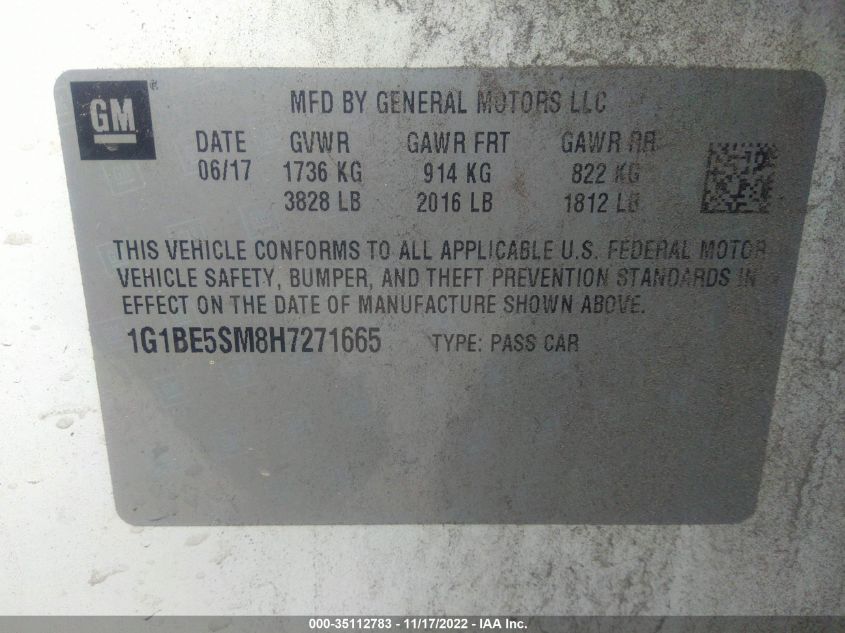 GM®
MFD BY GENERAL MOTORS LLC
DATE GVWR GAWR FRT GAWR RR
06/17 1736 KG 914 KG 822 KG
3828 LB 2016 LB 1812 LB
THIS VEHICLE CONFORMS TO ALL APPLICABLE U.S. FEDERAL MOTOR
VEHICLE SAFETY, BUMPER, AND THEFT PREVENTION STANDARDS IN
EFFECT ON THE DATE OF MANUFACTURE SHOWN ABOVE.
1G1BE5SM8H7271665 TYPE: PASS CAR
000-35112783 - 11/17/2022 - IAA Inc.